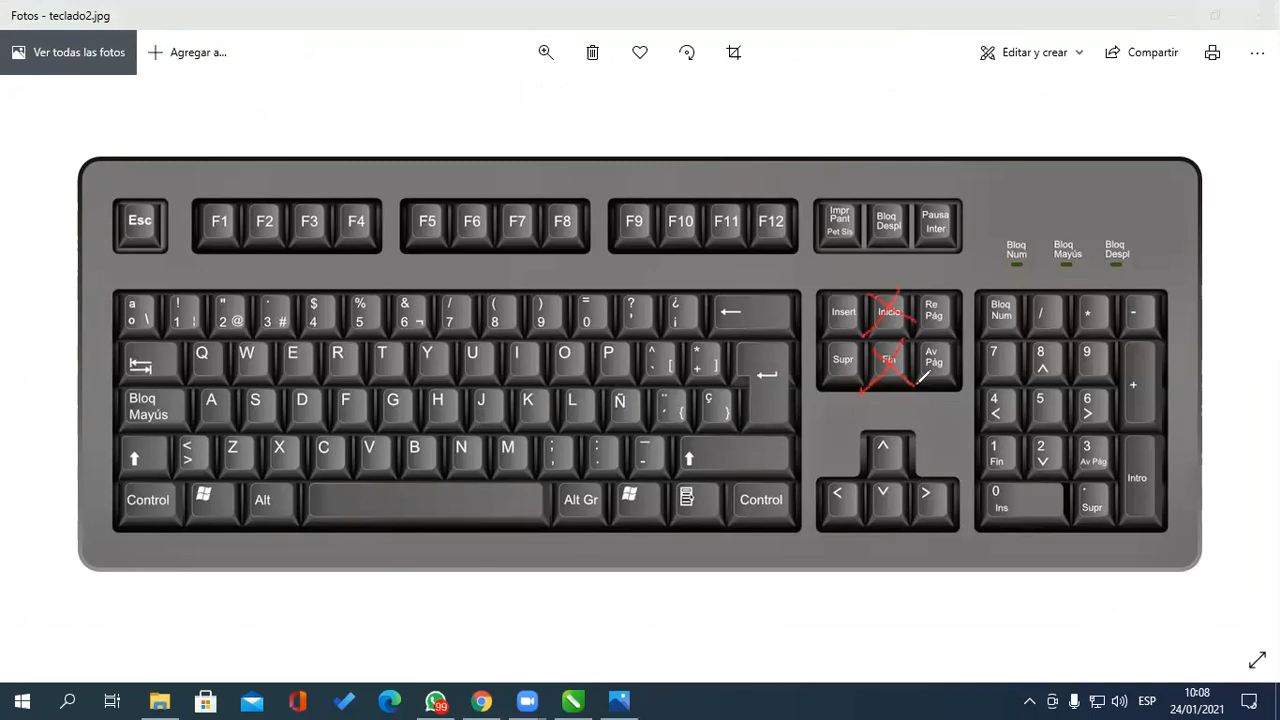 Fotos - teclado2.jpg
Ver todas las fotos
Agregar a...
Editar y crear
Compartir
Esc F1 F2 F3 F4 F5 F6 F7 F8 F9 F10 F11 F12
Impr Bloq Pausa
Pant Despl Inter
Pet Sis
Bloq Bloq Bloq
Num Mayús Despl
a ! " · $ % & / ( ) = ? ¿
o \ 1 ¦ 2 @ 3 # 4 5 6 ¬ 7 8 9 0 ' ¡
Insert Inicio Re
Pág
Bloq / * -
Num
Q W E R T Y U I O P ^ *
` [ + ]
Supr Fin Av
Pág
7 8 9 +
Bloq A S D F G H J K L Ñ ¨ ç
Mayús ´ { }
4 5 6
< >
< Z X C V B N M ; : _
> , . -
1 2 3
Fin Av Pág
Control Alt Alt Gr Control
0 . Intro
Ins Supr
99
ESP
10:08
24/01/2021